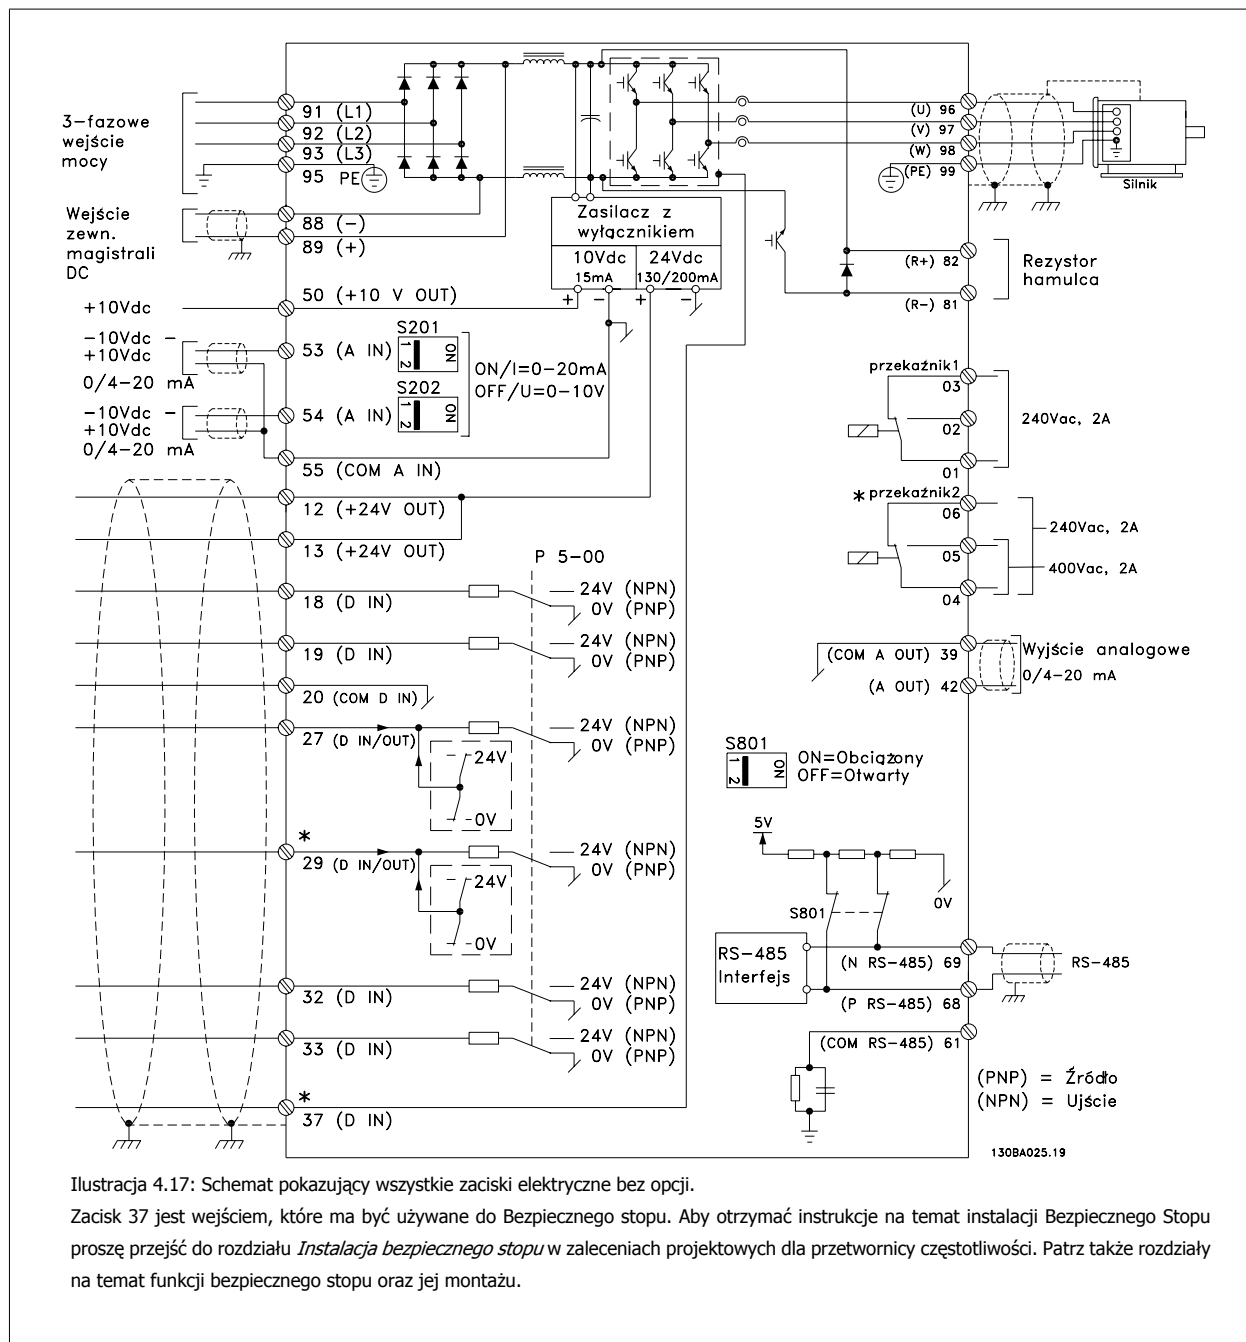 3-fazowe
wejście
mocy
91 (L1)
92 (L2)
93 (L3)
95 PE
Wejście
zewn.
magistrali
DC
88 (-)
89 (+)
Zasilacz z
wyłącznikiem
10Vdc
15mA
24Vdc
130/200mA
+ - + -
(U) 96
(V) 97
(W) 98
(PE) 99
Silnik
(R+) 82
(R-) 81
Rezystor
hamulca
+10Vdc
50 (+10 V OUT)
-10Vdc -
+10Vdc
0/4-20 mA
53 (A IN)
S201
1 2
ON
-10Vdc -
+10Vdc
0/4-20 mA
54 (A IN)
S202
1 2
ON
ON/I=0-20mA
OFF/U=0-10V
55 (COM A IN)
12 (+24V OUT)
13 (+24V OUT)
P 5-00
18 (D IN)
24V (NPN)
0V (PNP)
19 (D IN)
24V (NPN)
0V (PNP)
20 (COM D IN)
27 (D IN/OUT)
24V (NPN)
0V (PNP)
24V
0V
*
29 (D IN/OUT)
24V (NPN)
0V (PNP)
24V
0V
32 (D IN)
24V (NPN)
0V (PNP)
33 (D IN)
24V (NPN)
0V (PNP)
*
37 (D IN)
przekaźnik1
03
02
01
240Vac, 2A
* przekaźnik2
06
05
04
240Vac, 2A
400Vac, 2A
(COM A OUT) 39
(A OUT) 42
Wyjście analogowe
0/4-20 mA
S801
1 2
ON
ON=Obciążony
OFF=Otwarty
5V
S801
0V
RS-485
Interfejs
(N RS-485) 69
(P RS-485) 68
(COM RS-485) 61
RS-485
(PNP) = Źródło
(NPN) = Ujście
130BA025.19
Ilustracja 4.17: Schemat pokazujący wszystkie zaciski elektryczne bez opcji.
Zacisk 37 jest wejściem, które ma być używane do Bezpiecznego stopu. Aby otrzymać instrukcje na temat instalacji Bezpiecznego Stopu
proszę przejść do rozdziału Instalacja bezpiecznego stopu w zaleceniach projektowych dla przetwornicy częstotliwości. Patrz także rozdziały
na temat funkcji bezpiecznego stopu oraz jej montażu.